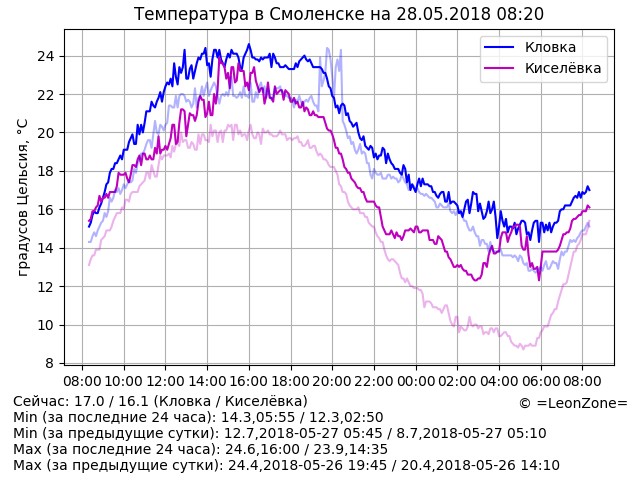 Температура в Смоленске на 28.05.2018 08:20
градусов Цельсия, °C
Кловка
Киселёвка
24
22
20
18
16
14
12
10
8
08:00 10:00 12:00 14:00 16:00 18:00 20:00 22:00 00:00 02:00 04:00 06:00 08:00
Сейчас: 17.0 / 16.1 (Кловка / Киселёвка)
© =LeonZone=
Min (за последние 24 часа): 14.3,05:55 / 12.3,02:50
Min (за предыдущие сутки): 12.7,2018-05-27 05:45 / 8.7,2018-05-27 05:10
Max (за последние 24 часа): 24.6,16:00 / 23.9,14:35
Max (за предыдущие сутки): 24.4,2018-05-26 19:45 / 20.4,2018-05-26 14:10